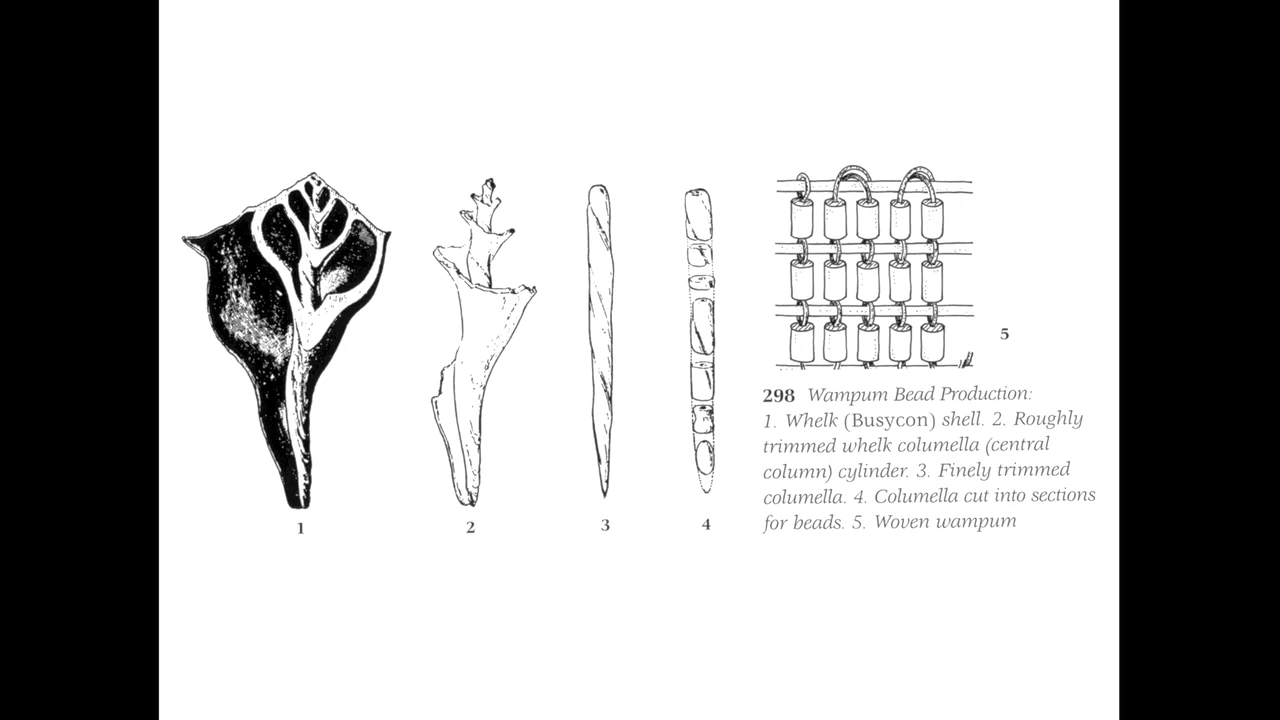 5
298 Wampum Bead Production:
1. Whelk (Busycon) shell. 2. Roughly
trimmed whelk columella (central
column) cylinder. 3. Finely trimmed
columella. 4. Columella cut into sections
for beads. 5. Woven wampum
1 2 3 4